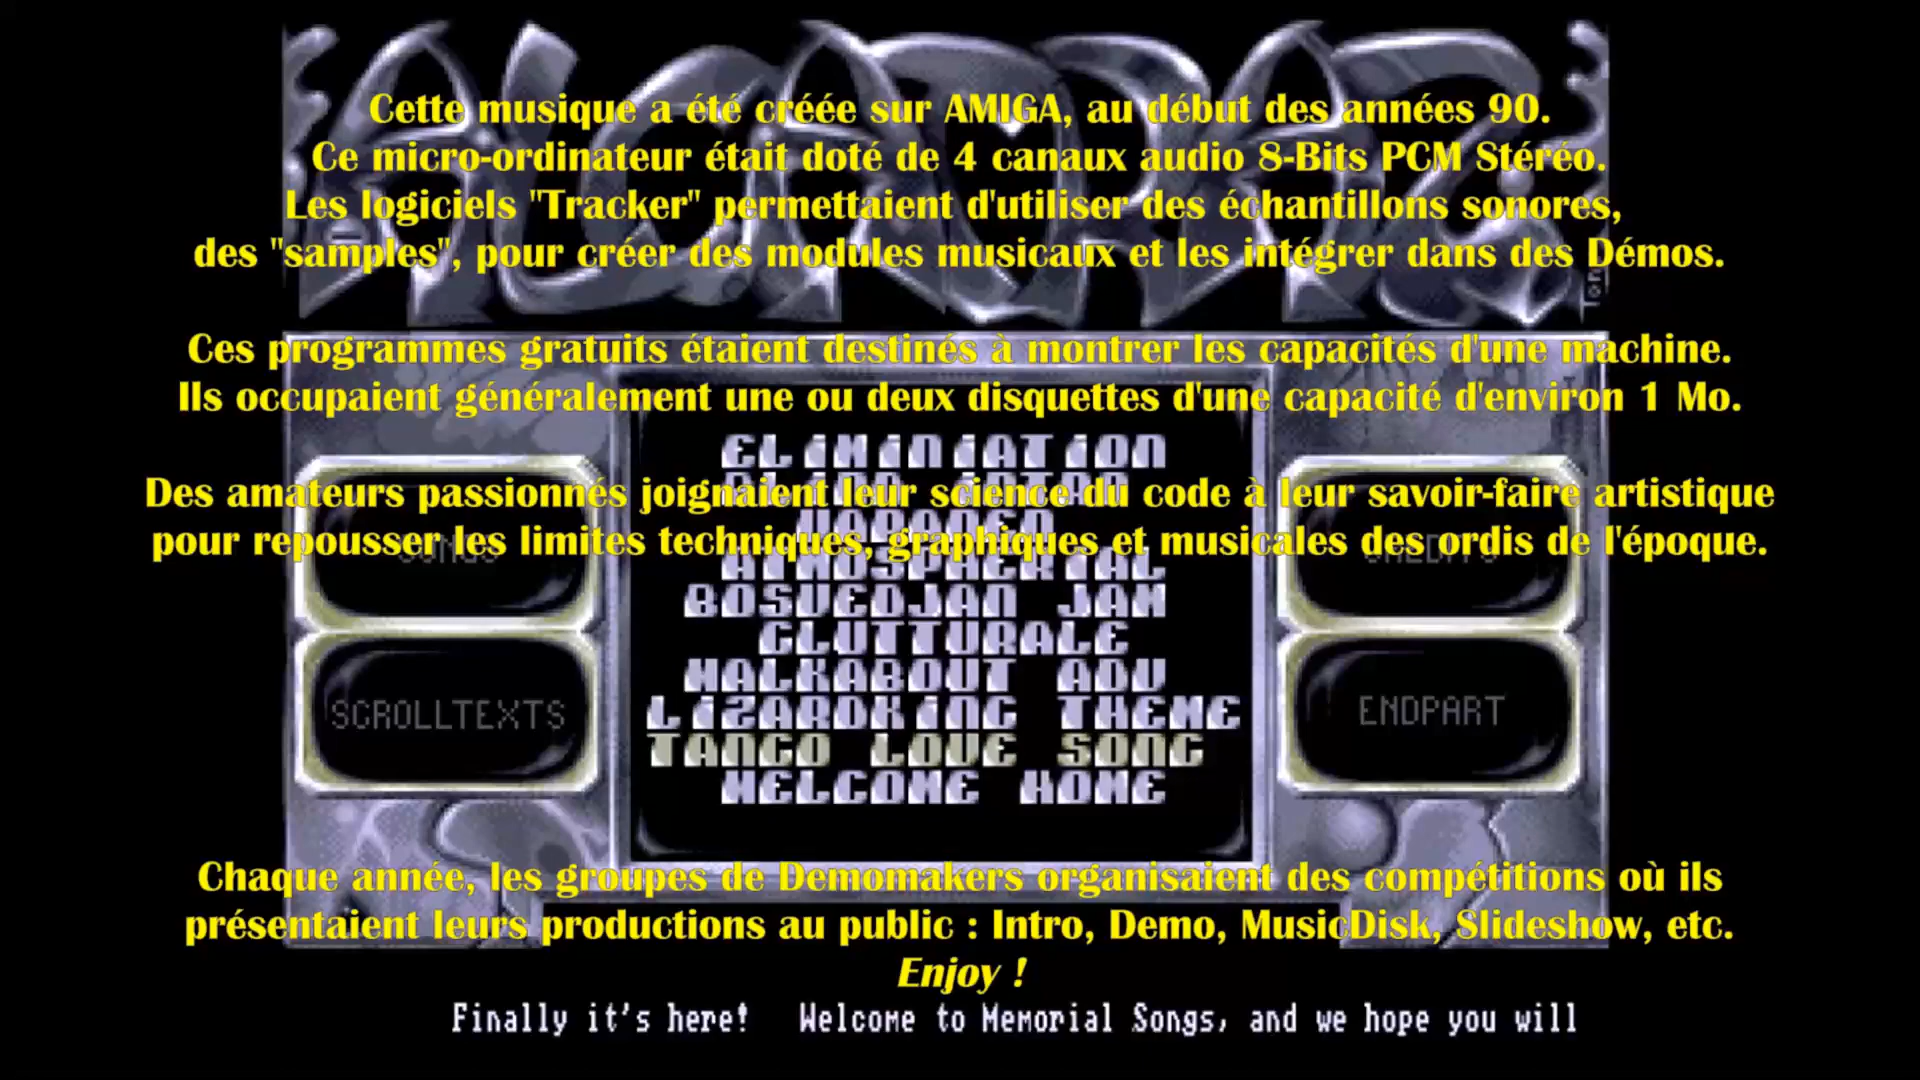 ALCATRAZ
Cette musique a été créée sur AMIGA, au début des années 90.
Ce micro-ordinateur était doté de 4 canaux audio 8-Bits PCM Stéréo.
Les logiciels "Tracker" permettaient d'utiliser des échantillons sonores,
des "samples", pour créer des modules musicaux et les intégrer dans des Démos.
Ces programmes gratuits étaient destinés à montrer les capacités d'une machine.
Ils occupaient généralement une ou deux disquettes d'une capacité d'environ 1 Mo.
ELIMINIATION
Des amateurs passionnés joignaient leur science du code à leur savoir-faire artistique
pour repousser les limites techniques, graphiques et musicales des ordis de l'époque.
SONGS
CREDITS
ATMOSPHERIAL
BOSVEDJAN JAM
CLUTTURALE
WALKABOUT ADV
LIZARDKING THEME
SCROLLTEXTS
ENDPART
TANGO LOVE SONG
WELCOME HOME
Chaque année, les groupes de Demomakers organisaient des compétitions où ils
présentaient leurs productions au public : Intro, Demo, MusicDisk, Slideshow, etc.
Enjoy !
Finally it's here! Welcome to Memorial Songs, and we hope you will